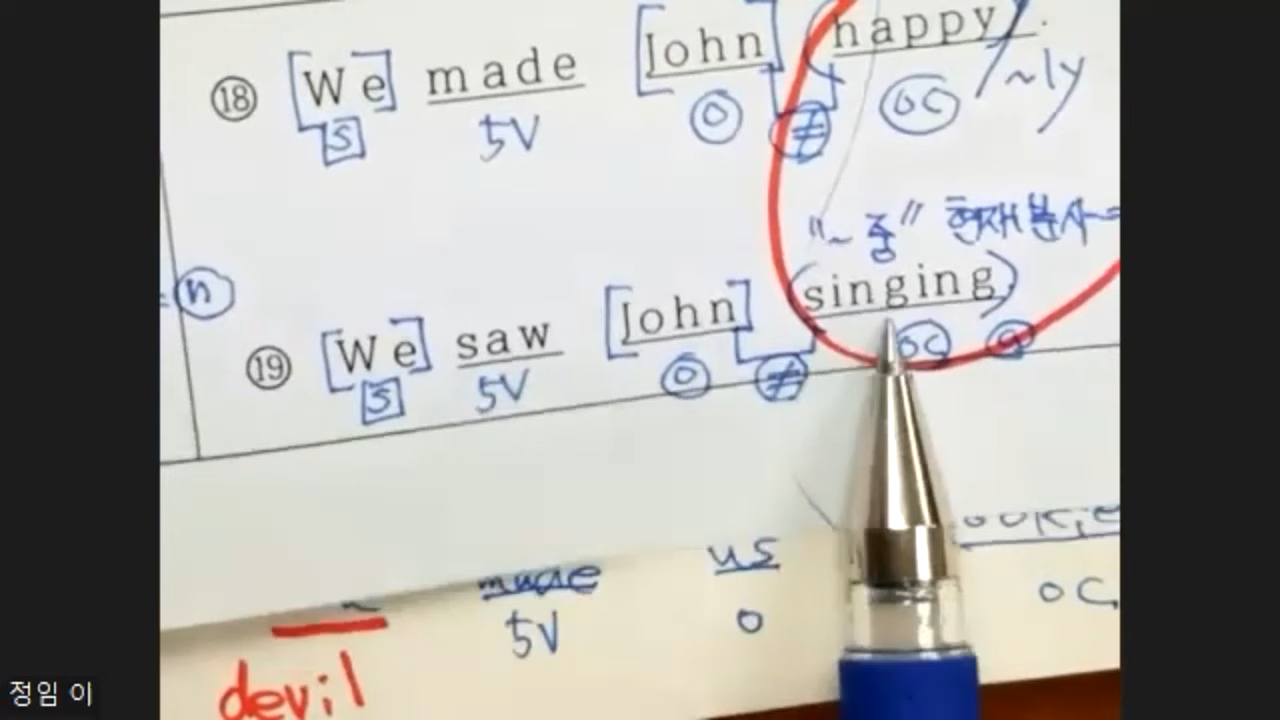 ⑱ [We] made [John] (happy) / ~ly
S 5V O ≠ OC
"~ 중" 현재분사=
= n
⑲ [We] saw [John] (singing)
S 5V O ≠ OC a
made us
5V O OC
devil
정임 이